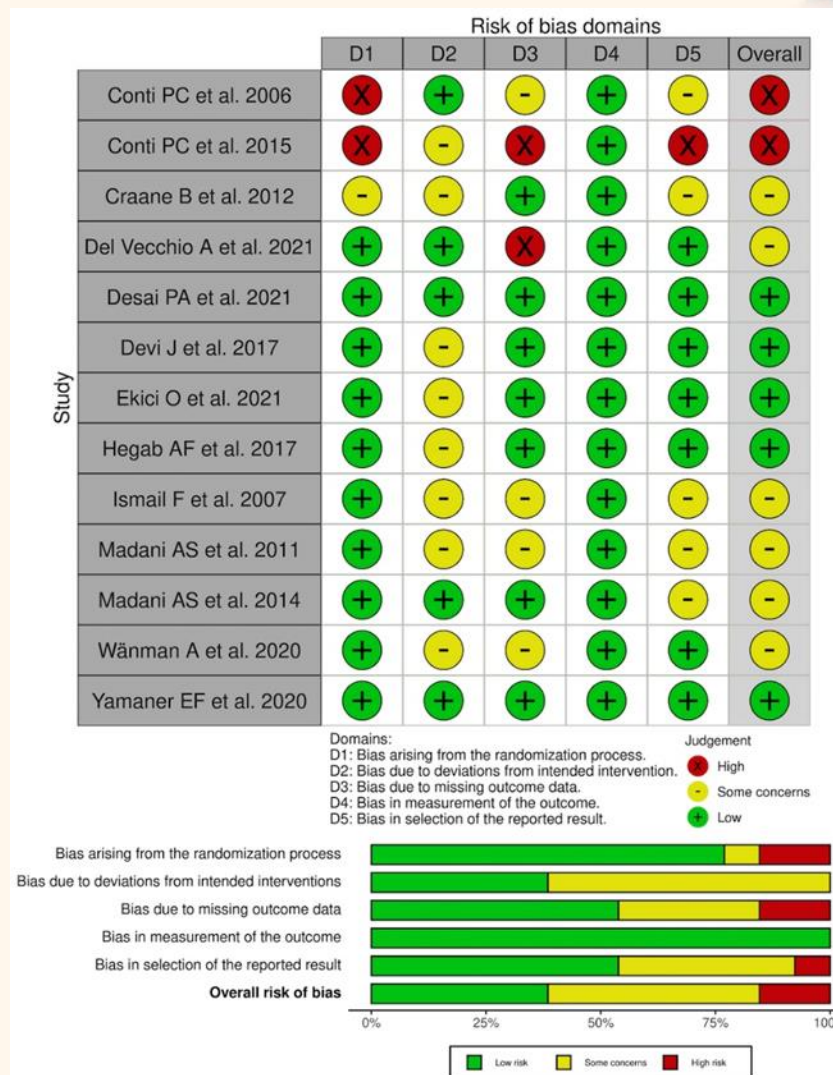 Risk of bias domains
D1 D2 D3 D4 D5 Overall
Study
Conti PC et al. 2006 X + - + - X
Conti PC et al. 2015 X - X + X X
Craane B et al. 2012 - - + + - -
Del Vecchio A et al. 2021 + + X + + -
Desai PA et al. 2021 + + + + + +
Devi J et al. 2017 + - + + + +
Ekici O et al. 2021 + - + + + +
Hegab AF et al. 2017 + - + + + +
Ismail F et al. 2007 + - - + - -
Madani AS et al. 2011 + - - + - -
Madani AS et al. 2014 + + + + - -
Wänman A et al. 2020 + - - + + -
Yamaner EF et al. 2020 + + + + + +
Domains:
D1: Bias arising from the randomization process.
D2: Bias due to deviations from intended intervention.
D3: Bias due to missing outcome data.
D4: Bias in measurement of the outcome.
D5: Bias in selection of the reported result.
Judgement
X High
- Some concerns
+ Low
Bias arising from the randomization process
Bias due to deviations from intended interventions
Bias due to missing outcome data
Bias in measurement of the outcome
Bias in selection of the reported result
Overall risk of bias
0% 25% 50% 75% 100
Low risk Some concerns High risk